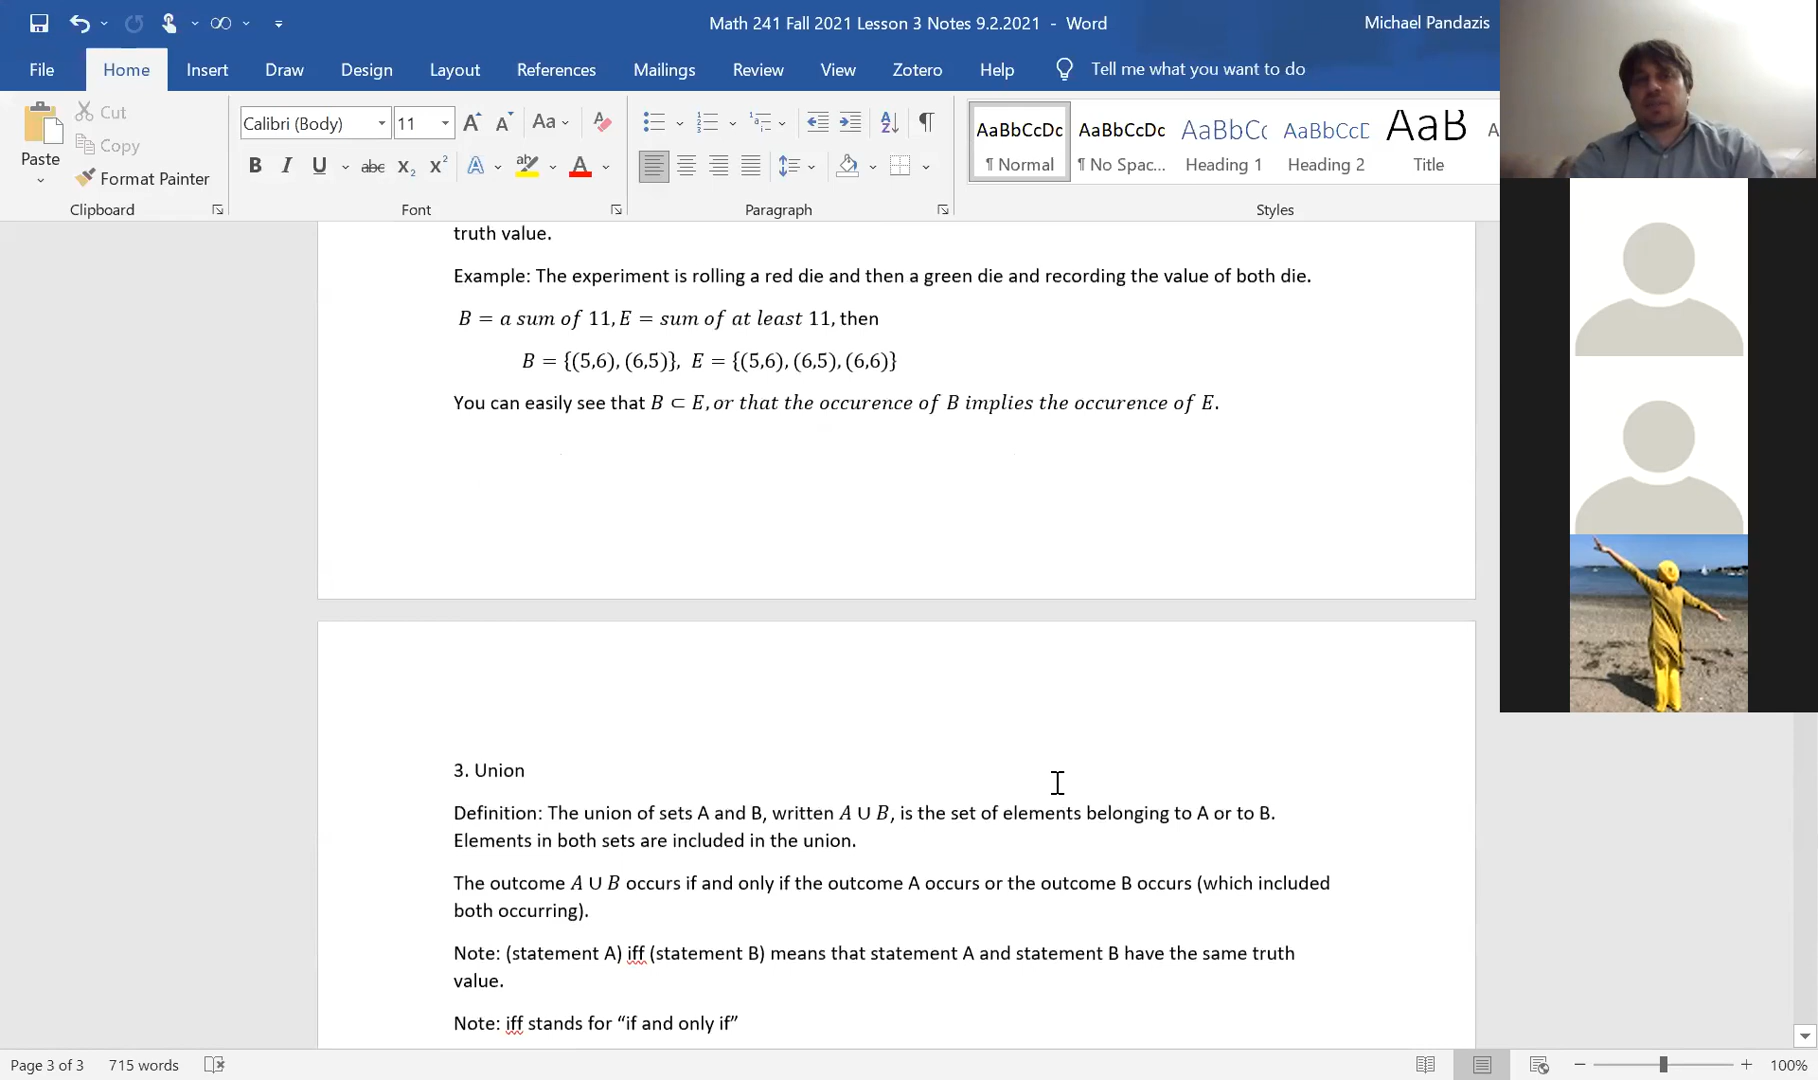 Math 241 Fall 2021 Lesson 3 Notes 9.2.2021 - Word
Michael Pandazis
File Home Insert Draw Design Layout References Mailings Review View Zotero Help Tell me what you want to do
Paste
Cut
Copy
Format Painter
Clipboard
Calibri (Body) 11
Font
Paragraph
AaBbCcDc AaBbCcDc AaBbCc AaBbCcD AaB
¶ Normal ¶ No Spac... Heading 1 Heading 2 Title
Styles
truth value.
Example: The experiment is rolling a red die and then a green die and recording the value of both die.
B = a sum of 11, E = sum of at least 11, then
B = {(5,6), (6,5)}, E = {(5,6), (6,5), (6,6)}
You can easily see that B ⊂ E, or that the occurence of B implies the occurence of E.
3. Union
Definition: The union of sets A and B, written A ∪ B, is the set of elements belonging to A or to B.
Elements in both sets are included in the union.
The outcome A ∪ B occurs if and only if the outcome A occurs or the outcome B occurs (which included
both occurring).
Note: (statement A) iff (statement B) means that statement A and statement B have the same truth
value.
Note: iff stands for “if and only if”
Page 3 of 3 715 words 100%